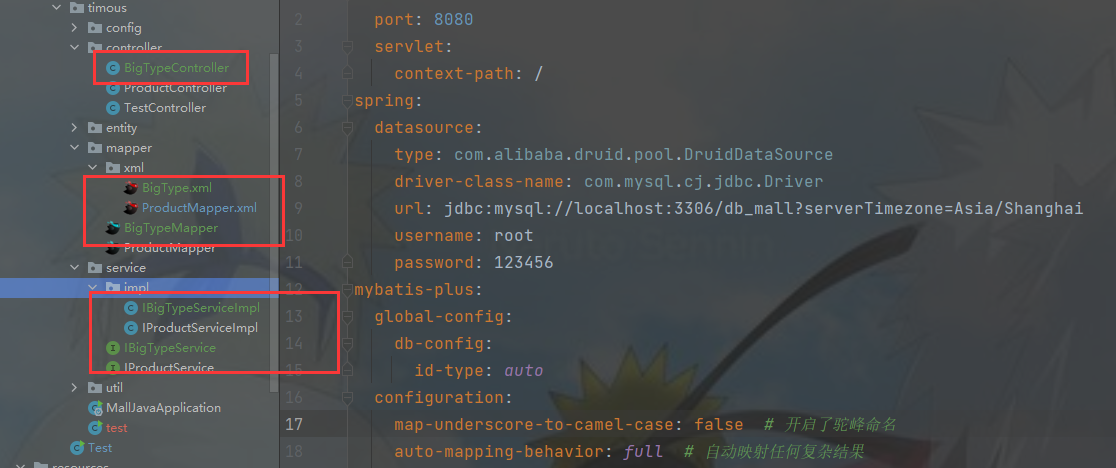 timous
config
controller
BigTypeController
ProductController
TestController
entity
mapper
xml
BigType.xml
ProductMapper.xml
BigTypeMapper
ProductMapper
service
impl
IBigTypeServiceImpl
IProductServiceImpl
IBigTypeService
IProductService
util
MallJavaApplication
test
Test
resources
2 port: 8080
3 servlet:
4 context-path: /
5 spring:
6 datasource:
7 type: com.alibaba.druid.pool.DruidDataSource
8 driver-class-name: com.mysql.cj.jdbc.Driver
9 url: jdbc:mysql://localhost:3306/db_mall?serverTimezone=Asia/Shanghai
10 username: root
11 password: 123456
12 mybatis-plus:
13 global-config:
14 db-config:
15 id-type: auto
16 configuration:
17 map-underscore-to-camel-case: false # 开启了驼峰命名
18 auto-mapping-behavior: full # 自动映射任何复杂结果